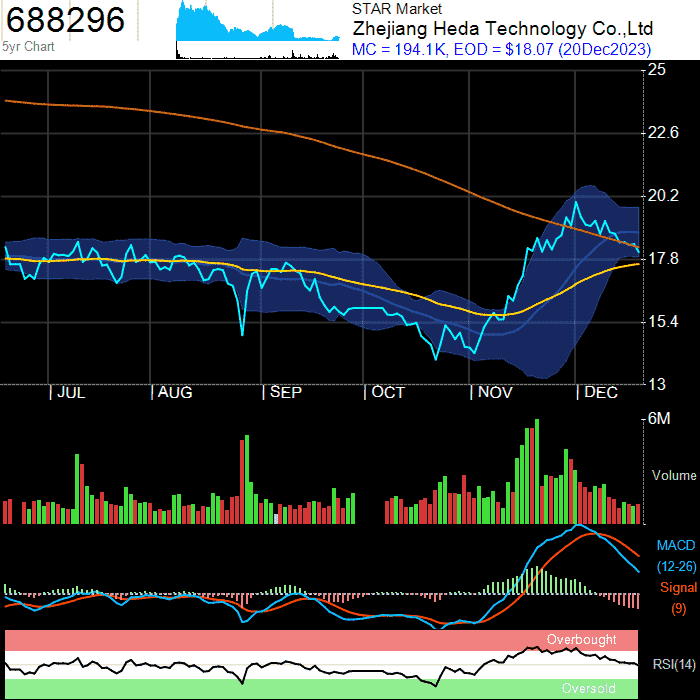 688296
5yr Chart
STAR Market
Zhejiang Heda Technology Co.,Ltd
MC = 194.1K, EOD = $18.07 (20Dec2023)
25
22.6
20.2
17.8
15.4
13
JUL AUG SEP OCT NOV DEC
6M
Volume
MACD
(12-26)
Signal
(9)
Overbought
RSI(14)
Oversold